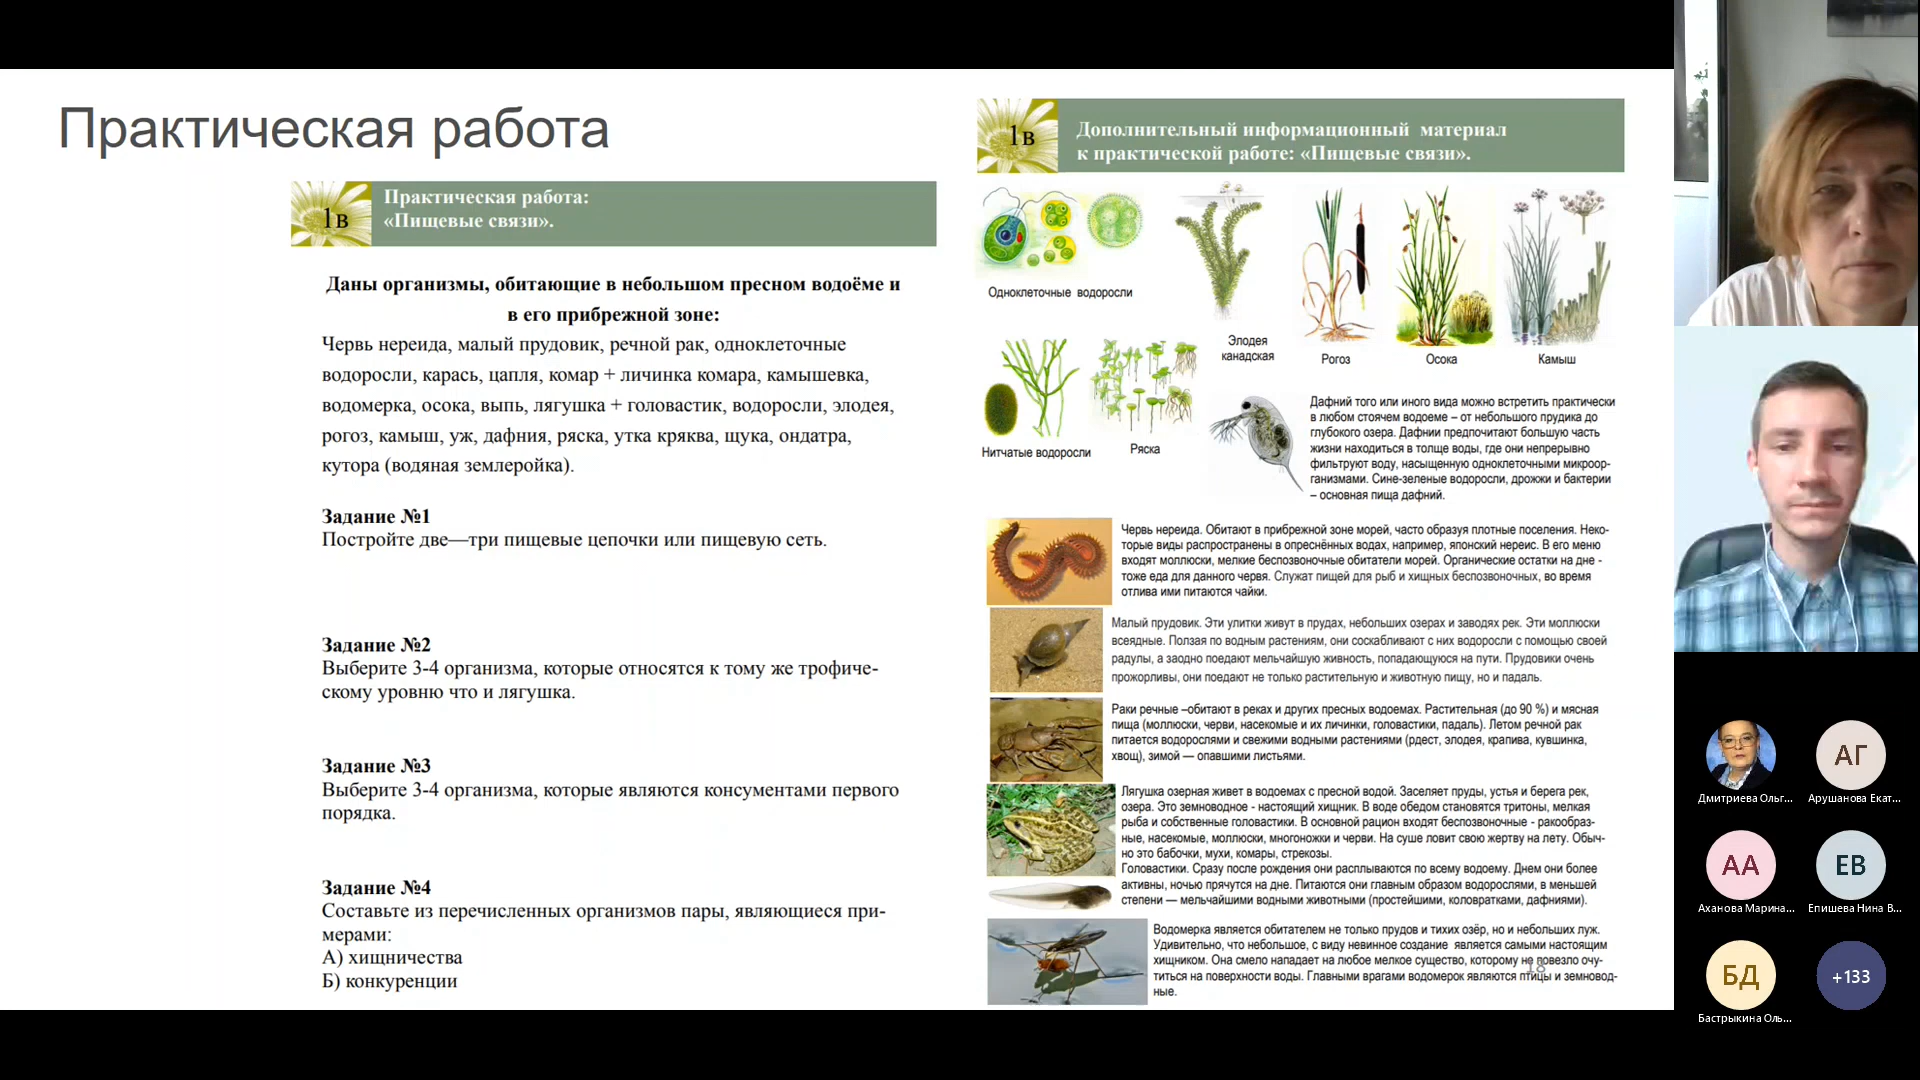 Практическая работа
1в
Практическая работа:
«Пищевые связи».
Даны организмы, обитающие в небольшом пресном водоёме и
в его прибрежной зоне:
Червь нереида, малый прудовик, речной рак, одноклеточные
водоросли, карась, цапля, комар + личинка комара, камышевка,
водомерка, осока, выпь, лягушка + головастик, водоросли, элодея,
рогоз, камыш, уж, дафния, ряска, утка кряква, щука, ондатра,
кутора (водяная землеройка).
Задание №1
Постройте две—три пищевые цепочки или пищевую сеть.
Задание №2
Выберите 3-4 организма, которые относятся к тому же трофиче-
скому уровню что и лягушка.
Задание №3
Выберите 3-4 организма, которые являются консументами первого
порядка.
Задание №4
Составьте из перечисленных организмов пары, являющиеся при-
мерами:
А) хищничества
Б) конкуренции
1в
Дополнительный информационный материал
к практической работе: «Пищевые связи».
Одноклеточные водоросли
Элодея
канадская
Рогоз
Осока
Камыш
Нитчатые водоросли
Ряска
Дафний того или иного вида можно встретить практически
в любом стоячем водоеме – от небольшого прудика до
глубокого озера. Дафнии предпочитают большую часть
жизни находиться в толще воды, где они непрерывно
фильтруют воду, насыщенную одноклеточными микроор-
ганизмами. Сине-зеленые водоросли, дрожжи и бактерии
– основная пища дафний.
Червь нереида. Обитают в прибрежной зоне морей, часто образуя плотные поселения. Неко-
торые виды распространены в опреснённых водах, например, японский нереис. В его меню
входят моллюски, мелкие беспозвоночные обитатели морей. Органические остатки на дне -
тоже еда для данного червя. Служат пищей для рыб и хищных беспозвоночных, во время
отлива ими питаются чайки.
Малый прудовик. Эти улитки живут в прудах, небольших озерах и заводях рек. Эти моллюски
всеядные. Ползая по водным растениям, они соскабливают с них водоросли с помощью своей
радулы, а заодно поедают мельчайшую живность, попадающуюся на пути. Прудовики очень
прожорливы, они поедают не только растительную и животную пищу, но и падаль.
Раки речные –обитают в реках и других пресных водоемах. Растительная (до 90 %) и мясная
пища (моллюски, черви, насекомые и их личинки, головастики, падаль). Летом речной рак
питается водорослями и свежими водными растениями (рдест, элодея, крапива, кувшинка,
хвощ), зимой — опавшими листьями.
Лягушка озерная живет в водоемах с пресной водой. Заселяет пруды, устья и берега рек,
озера. Это земноводное - настоящий хищник. В воде обедом становятся тритоны, мелкая
рыба и собственные головастики. В основной рацион входят беспозвоночные - ракообраз-
ные, насекомые, моллюски, многоножки и черви. На суше ловит свою жертву на лету. Обыч-
но это бабочки, мухи, комары, стрекозы.
Головастики. Сразу после рождения они расплываются по всему водоему. Днем они более
активны, ночью прячутся на дне. Питаются они главным образом водорослями, в меньшей
степени — мельчайшими водными животными (простейшими, коловратками, дафниями).
Водомерка является обитателем не только прудов и тихих озёр, но и небольших луж.
Удивительно, что небольшое, с виду невинное создание является самыми настоящим
хищником. Она смело нападает на любое мелкое существо, которому не повезло очу-
титься на поверхности воды. Главными врагами водомерок являются птицы и земновод-
ные.
18
Дмитриева Ольг...
АГ
Арушанова Екат...
АА
Аханова Марина...
ЕВ
Епишева Нина В...
БД
Бастрыкина Оль...
+133